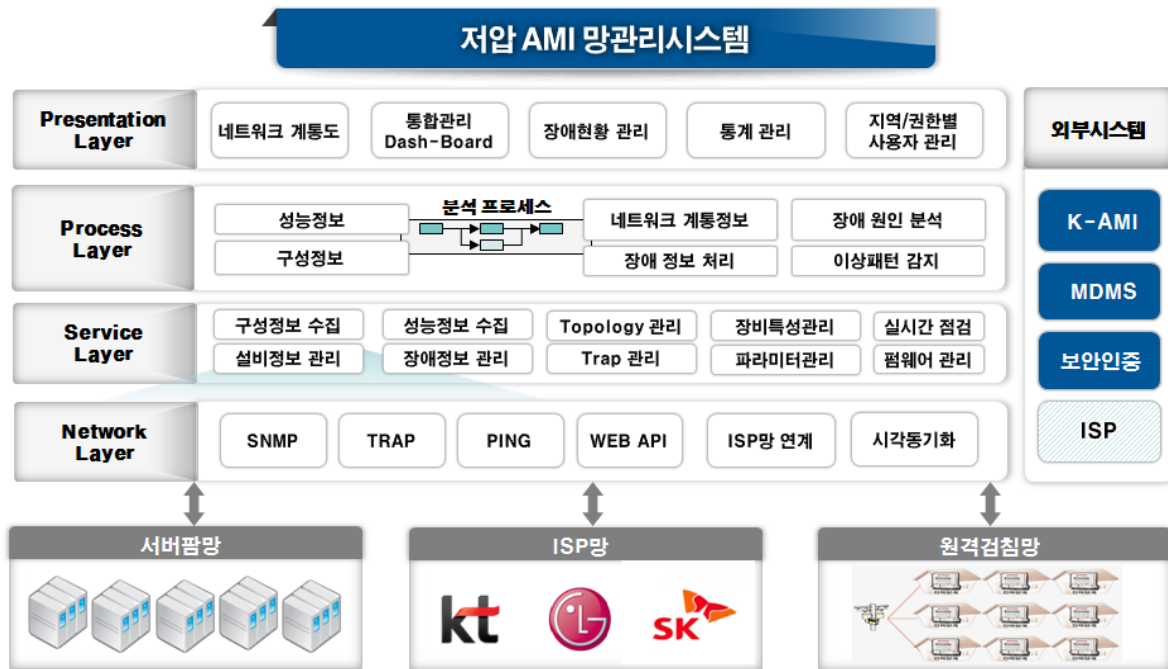 저압 AMI 망관리시스템
Presentation
Layer
네트워크 계통도
통합관리
Dash-Board
장애현황 관리
통계 관리
지역/권한별
사용자 관리
외부시스템
Process
Layer
성능정보
구성정보
분석 프로세스
네트워크 계통정보
장애 원인 분석
장애 정보 처리
이상패턴 감지
K-AMI
MDMS
보안인증
ISP
Service
Layer
구성정보 수집
성능정보 수집
Topology 관리
장비특성관리
실시간 점검
설비정보 관리
장애정보 관리
Trap 관리
파라미터관리
펌웨어 관리
Network
Layer
SNMP
TRAP
PING
WEB API
ISP망 연계
시각동기화
서버팜망
ISP망
원격검침망
kt
LG
SK